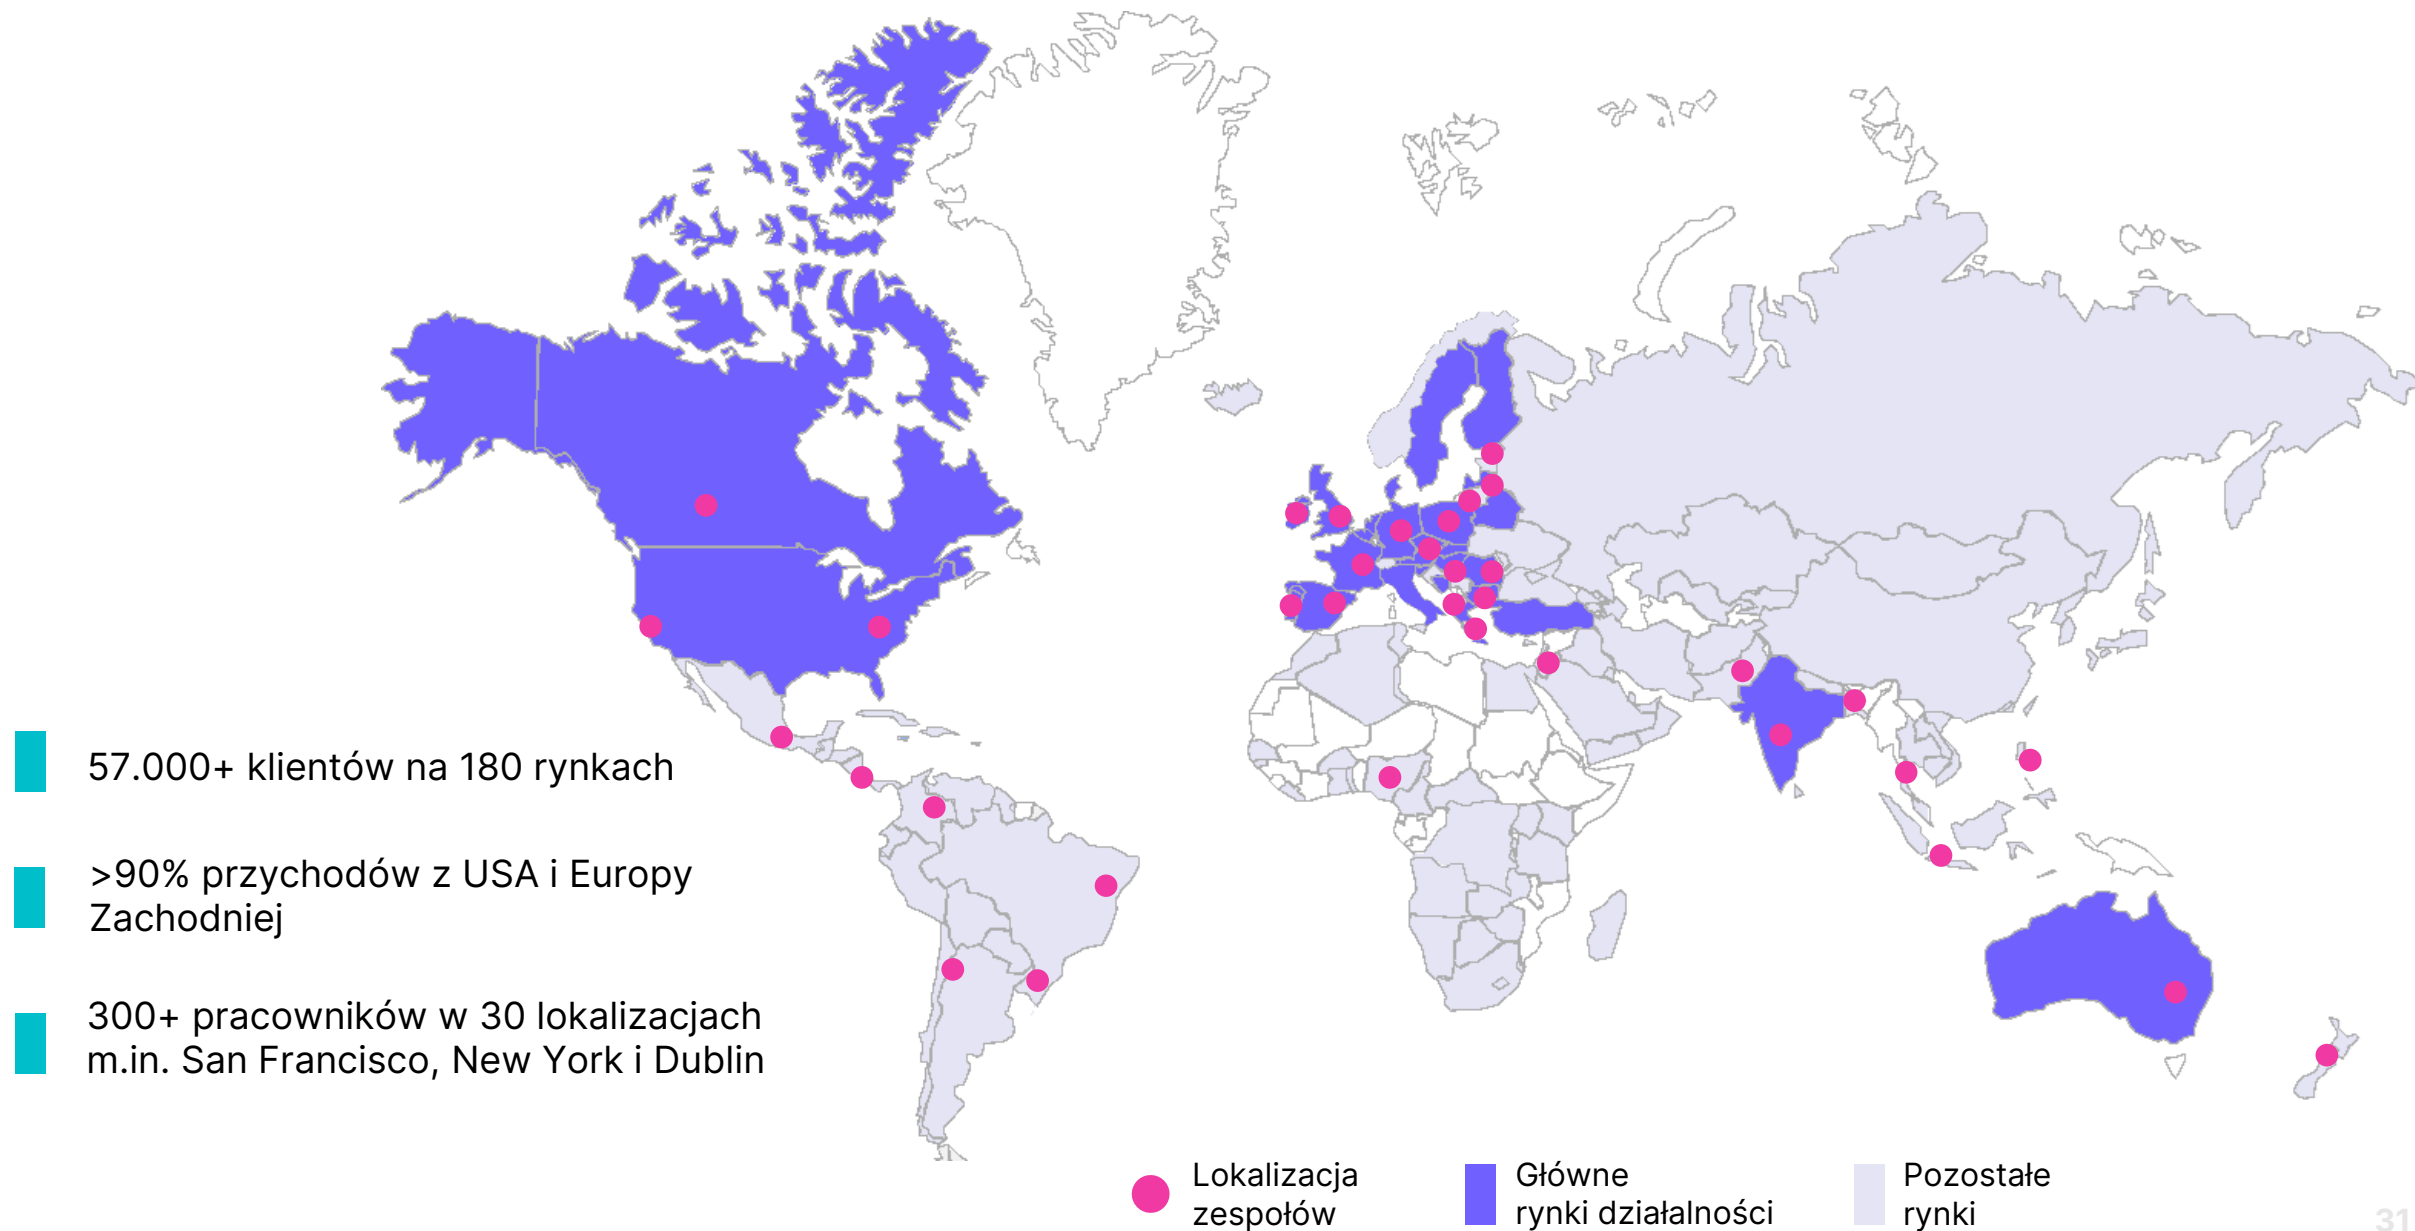 57.000+ klientów na 180 rynkach
>90% przychodów z USA i Europy
Zachodniej
300+ pracowników w 30 lokalizacjach
m.in. San Francisco, New York i Dublin
Lokalizacja
zespołów
Główne
rynki działalności
Pozostałe
rynki
31